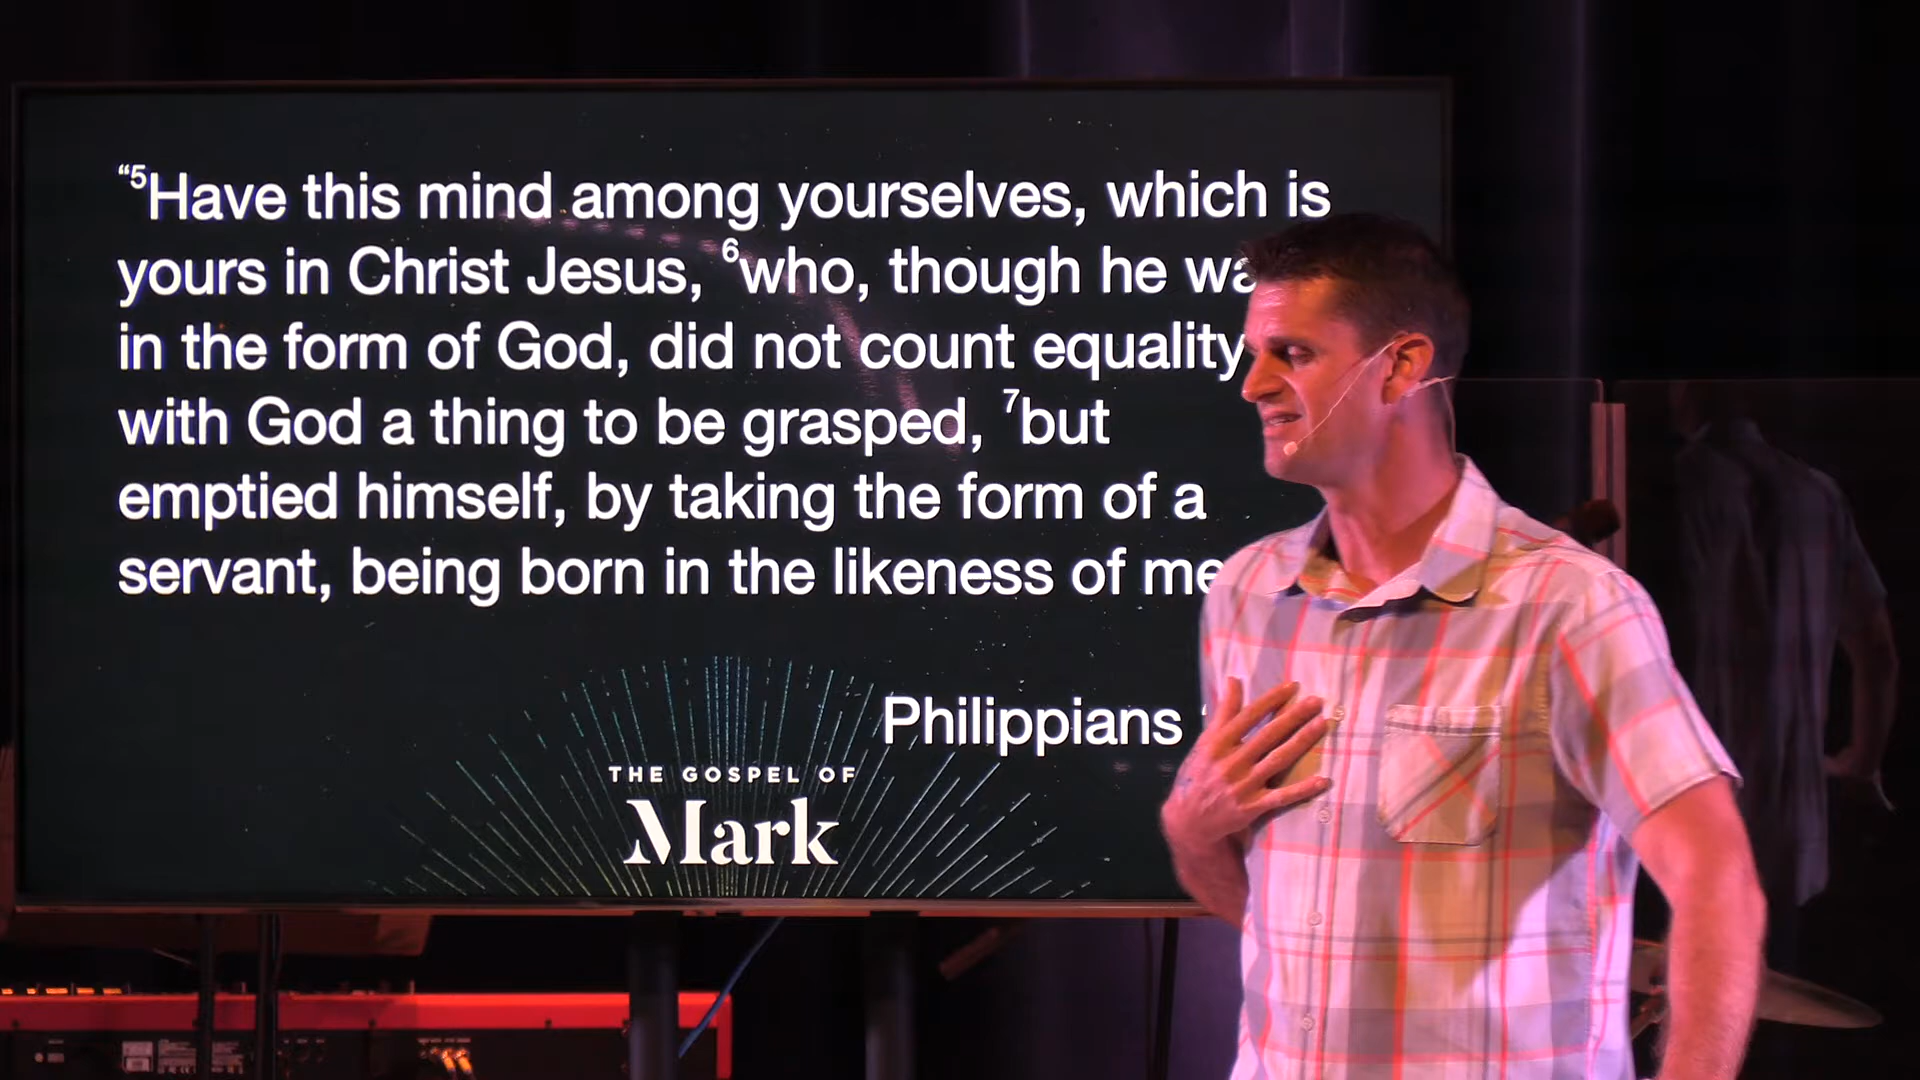 “⁵Have this mind among yourselves, which is
yours in Christ Jesus, ⁶who, though he wa
in the form of God, did not count equality
with God a thing to be grasped, ⁷but
emptied himself, by taking the form of a
servant, being born in the likeness of me
Philippians
THE GOSPEL OF
Mark